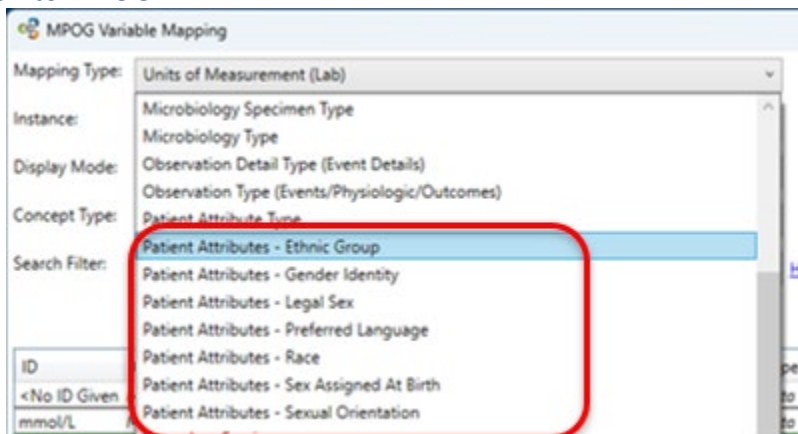 MPOG Variable Mapping
Mapping Type: Units of Measurement (Lab)
Microbiology Specimen Type
Instance:
Microbiology Type
Display Mode: Observation Detail Type (Event Details)
Observation Type (Events/Physiologic/Outcomes)
Concept Type: Patient Attribute Type
Patient Attributes - Ethnic Group
Search Filter:
Patient Attributes - Gender Identity
Patient Attributes - Legal Sex
Patient Attributes - Preferred Language
ID Patient Attributes - Race
<No ID Given Patient Attributes - Sex Assigned At Birth
mmol/L Patient Attributes - Sexual Orientation